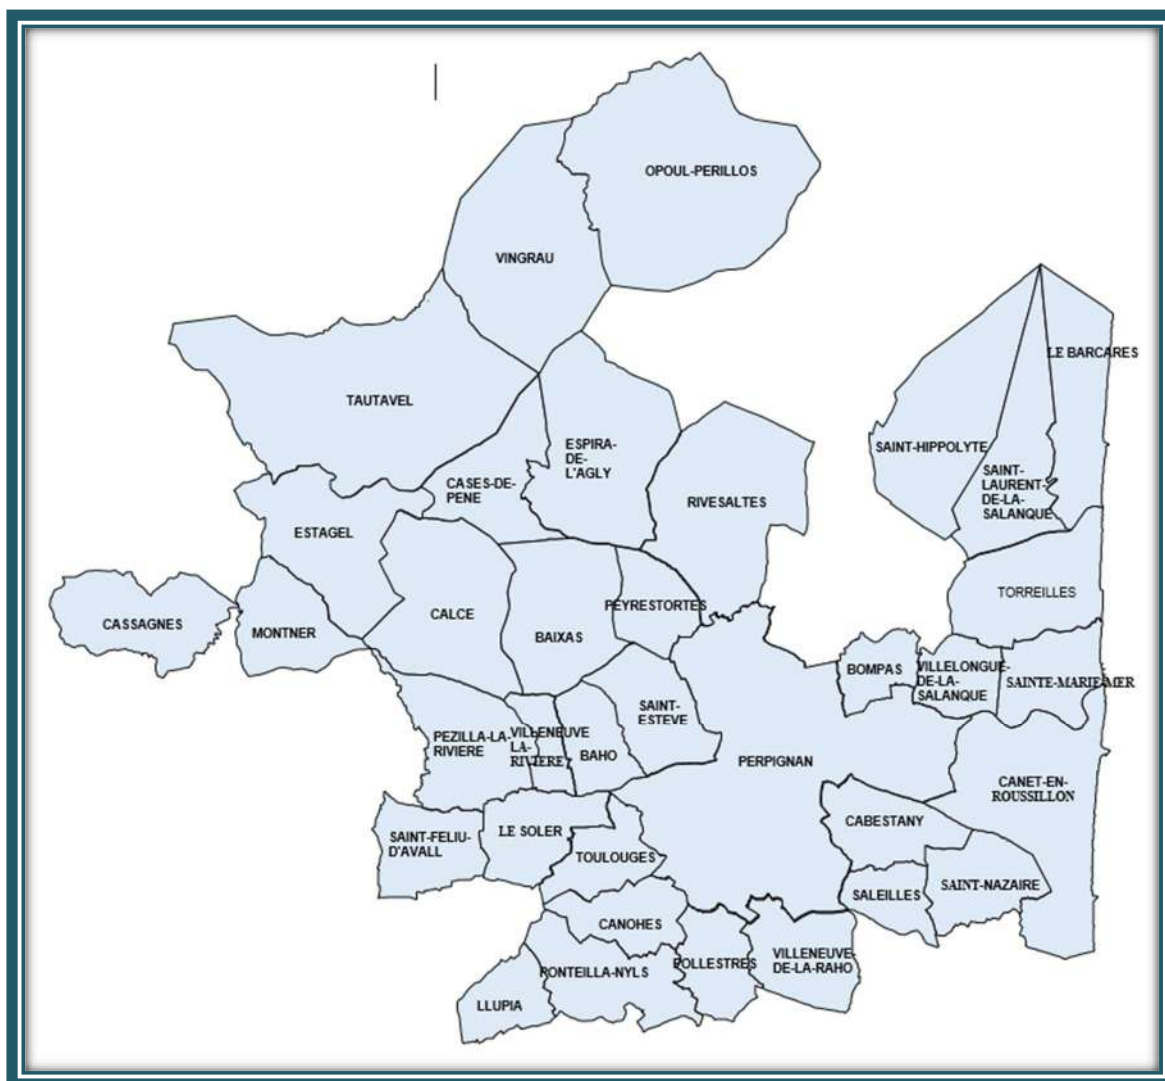 OPOUL-PERILLOS
VINGRAU
LE BARCARES
TAUTAVEL
SAINT-HIPPOLYTE
ESPIRA-
DE-
L'AGLY
SAINT-
LAURENT-
DE-LA-
SALANQUE
CASES-DE-
PENE
RIVESALTES
ESTAGEL
TORREILLES
PEYRESTORTES
CALCE
CASSAGNES
MONTNER
BAIXAS
BOMPAS
VILLELONGUE-
DE-LA-
SALANQUE
SAINTE-MARIE-MER
SAINT-
ESTEVE
PEZILLA-LA-
RIVIERE
VILLENEUVE
LA-
RIVIERE
BAHO
PERPIGNAN
CANET-EN-
ROUSSILLON
CABESTANY
SAINT-FELIU-
D'AVALL
LE SOLER
TOULOUGES
SALEILLES
SAINT-NAZAIRE
CANOHES
VILLENEUVE-
DE-LA-RAHO
POLLESTRES
PONTEILLA-NYLS
LLUPIA